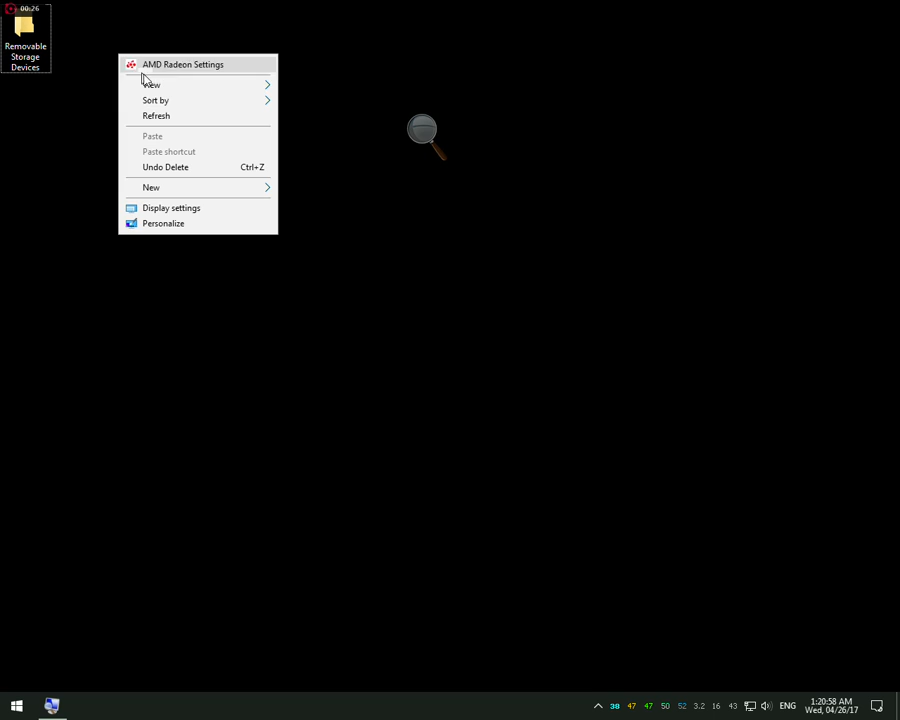 00:26
Removable
Storage
Devices
AMD Radeon Settings
View
Sort by
Refresh
Paste
Paste shortcut
Undo Delete Ctrl+Z
New
Display settings
Personalize
38 47 47 50 52 3.2 16 43 ENG
1:20:58 AM
Wed, 04/26/17